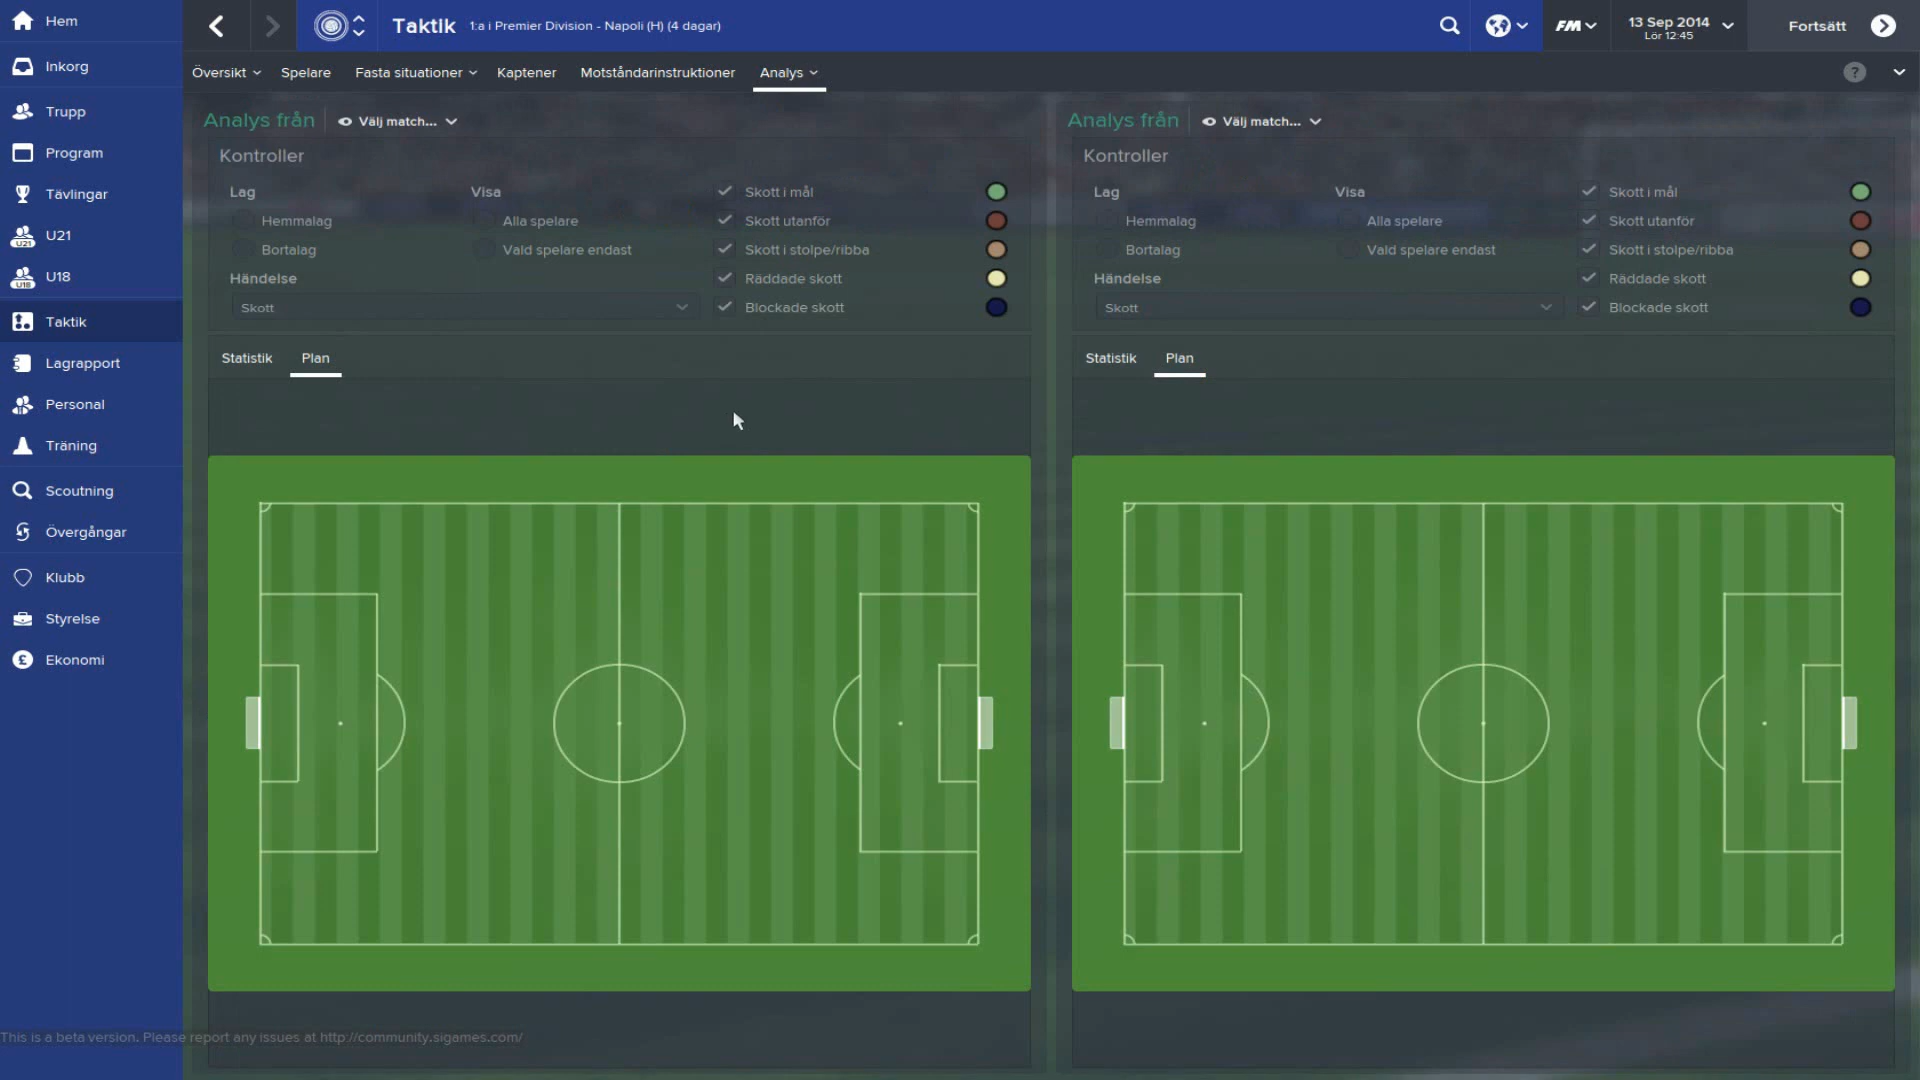 Hem
Inkorg
Trupp
Program
Tävlingar
U21
U21
U18
U18
Taktik
Lagrapport
Personal
Träning
Scoutning
Övergångar
Klubb
Styrelse
£ Ekonomi
Taktik 1:a i Premier Division - Napoli (H) (4 dagar)
FM
13 Sep 2014
Lör 12:45
Fortsätt
Översikt Spelare Fasta situationer Kaptener Motståndarinstruktioner Analys ?
Analys från Välj match...
Kontroller
Lag Visa Skott i mål
Hemmalag Alla spelare Skott utanför
Bortalag Vald spelare endast Skott i stolpe/ribba
Händelse Räddade skott
Skott Blockade skott
Statistik Plan
Analys från Välj match...
Kontroller
Lag Visa Skott i mål
Hemmalag Alla spelare Skott utanför
Bortalag Vald spelare endast Skott i stolpe/ribba
Händelse Räddade skott
Skott Blockade skott
Statistik Plan
This is a beta version. Please report any issues at http://community.sigames.com/